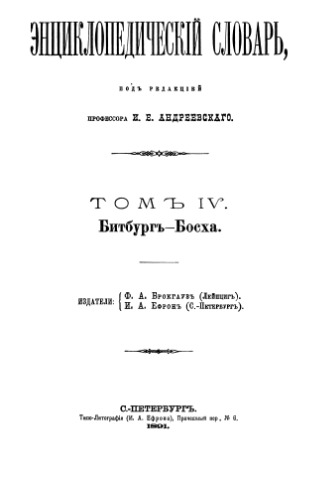 ЭНЦИКЛОПЕДИЧЕСКІЙ СЛОВАРЬ,
ПОДЪ РЕДАКЦІЕЙ
ПРОФЕССОРА И. Е. АНДРЕЕВСКАГО.
ТОМЪ IV.
Битбургъ—Босха.
ИЗДАТЕЛИ:
Ф. А. Брокгаузъ (Лейпцигъ).
И. А. Ефронъ (С.-Петербургъ).
С.-ПЕТЕРБУРГЪ.
Типо-Литографія (И. А. Ефрона), Прачешный пер., № 6.
1891.